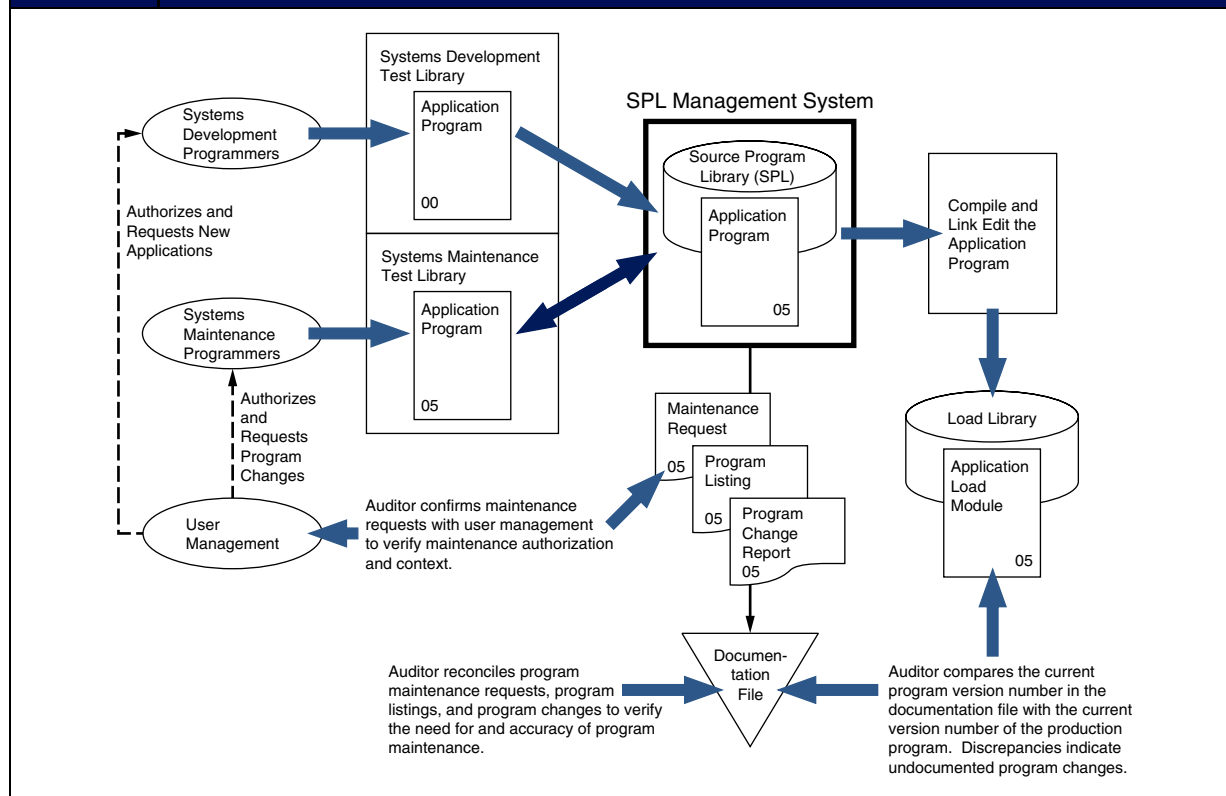 Systems Development
Test Library
Application
Program
00
Systems
Development
Programmers
SPL Management System
Source Program
Library (SPL)
Application
Program
05
Compile and
Link Edit the
Application
Program
Authorizes and
Requests New
Applications
Systems Maintenance
Test Library
Application
Program
05
Systems
Maintenance
Programmers
Authorizes
and
Requests
Program
Changes
Maintenance
Request
05
Program
Listing
05
Program
Change
Report
05
Load Library
Application
Load
Module
05
User
Management
Auditor confirms maintenance
requests with user management
to verify maintenance authorization
and context.
Documen-
tation
File
Auditor reconciles program
maintenance requests, program
listings, and program changes to verify
the need for and accuracy of program
maintenance.
Auditor compares the current
program version number in the
documentation file with the current
version number of the production
program. Discrepancies indicate
undocumented program changes.